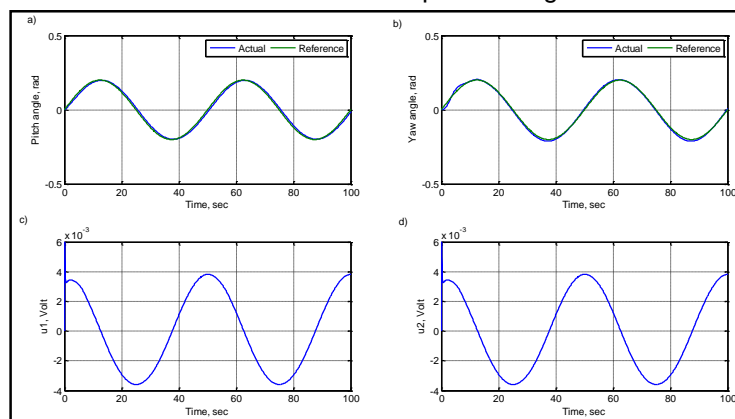 a)
0.5
0
-0.5
Pitch angle, rad
Actual
Reference
0 20 40 60 80 100
Time, sec
b)
0.5
0
-0.5
Yaw angle, rad
Actual
Reference
0 20 40 60 80 100
Time, sec
c)
x 10-3
6
4
2
0
-2
-4
u1, Volt
0 20 40 60 80 100
Time, sec
d)
x 10-3
6
4
2
0
-2
-4
u2, Volt
0 20 40 60 80 100
Time, sec